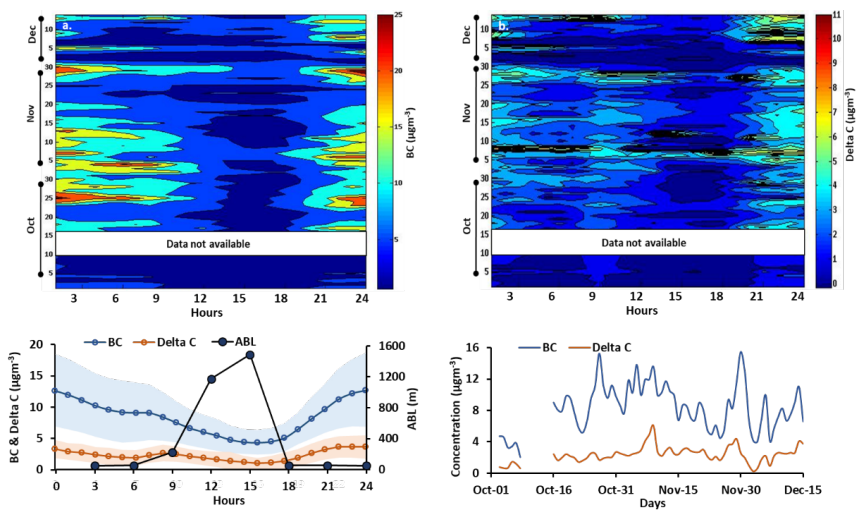 a.
Dec
Nov
Oct
10
5
30
25
20
15
10
5
30
25
20
15
10
5
Data not available
3 6 9 12 15 18 21 24
Hours
25
20
15
10
5
BC (µgm⁻³)
b.
Dec
Nov
Oct
10
5
30
25
20
15
10
5
30
25
20
15
10
5
Data not available
3 6 9 12 15 18 21 24
Hours
11
10
9
8
7
6
5
4
3
2
1
0
Delta C (µgm⁻³)
BC Delta C ABL
BC & Delta C (µgm⁻³)
20
15
10
5
0
0 3 6 9 12 15 18 21 24
Hours
1600
1200
800
400
0
ABL (m)
BC Delta C
Concentration (µgm⁻³)
16
12
8
4
0
Oct-01 Oct-16 Oct-31 Nov-15 Nov-30 Dec-15
Days